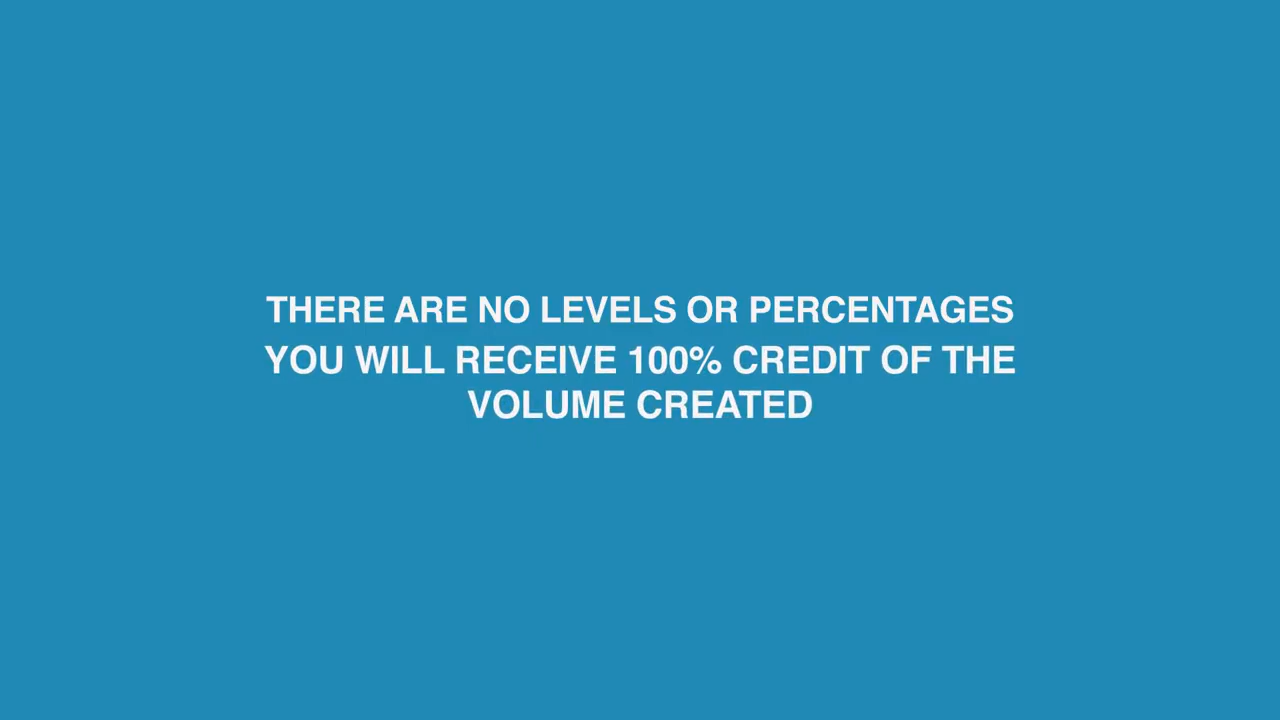 THERE ARE NO LEVELS OR PERCENTAGES
YOU WILL RECEIVE 100% CREDIT OF THE
VOLUME CREATED